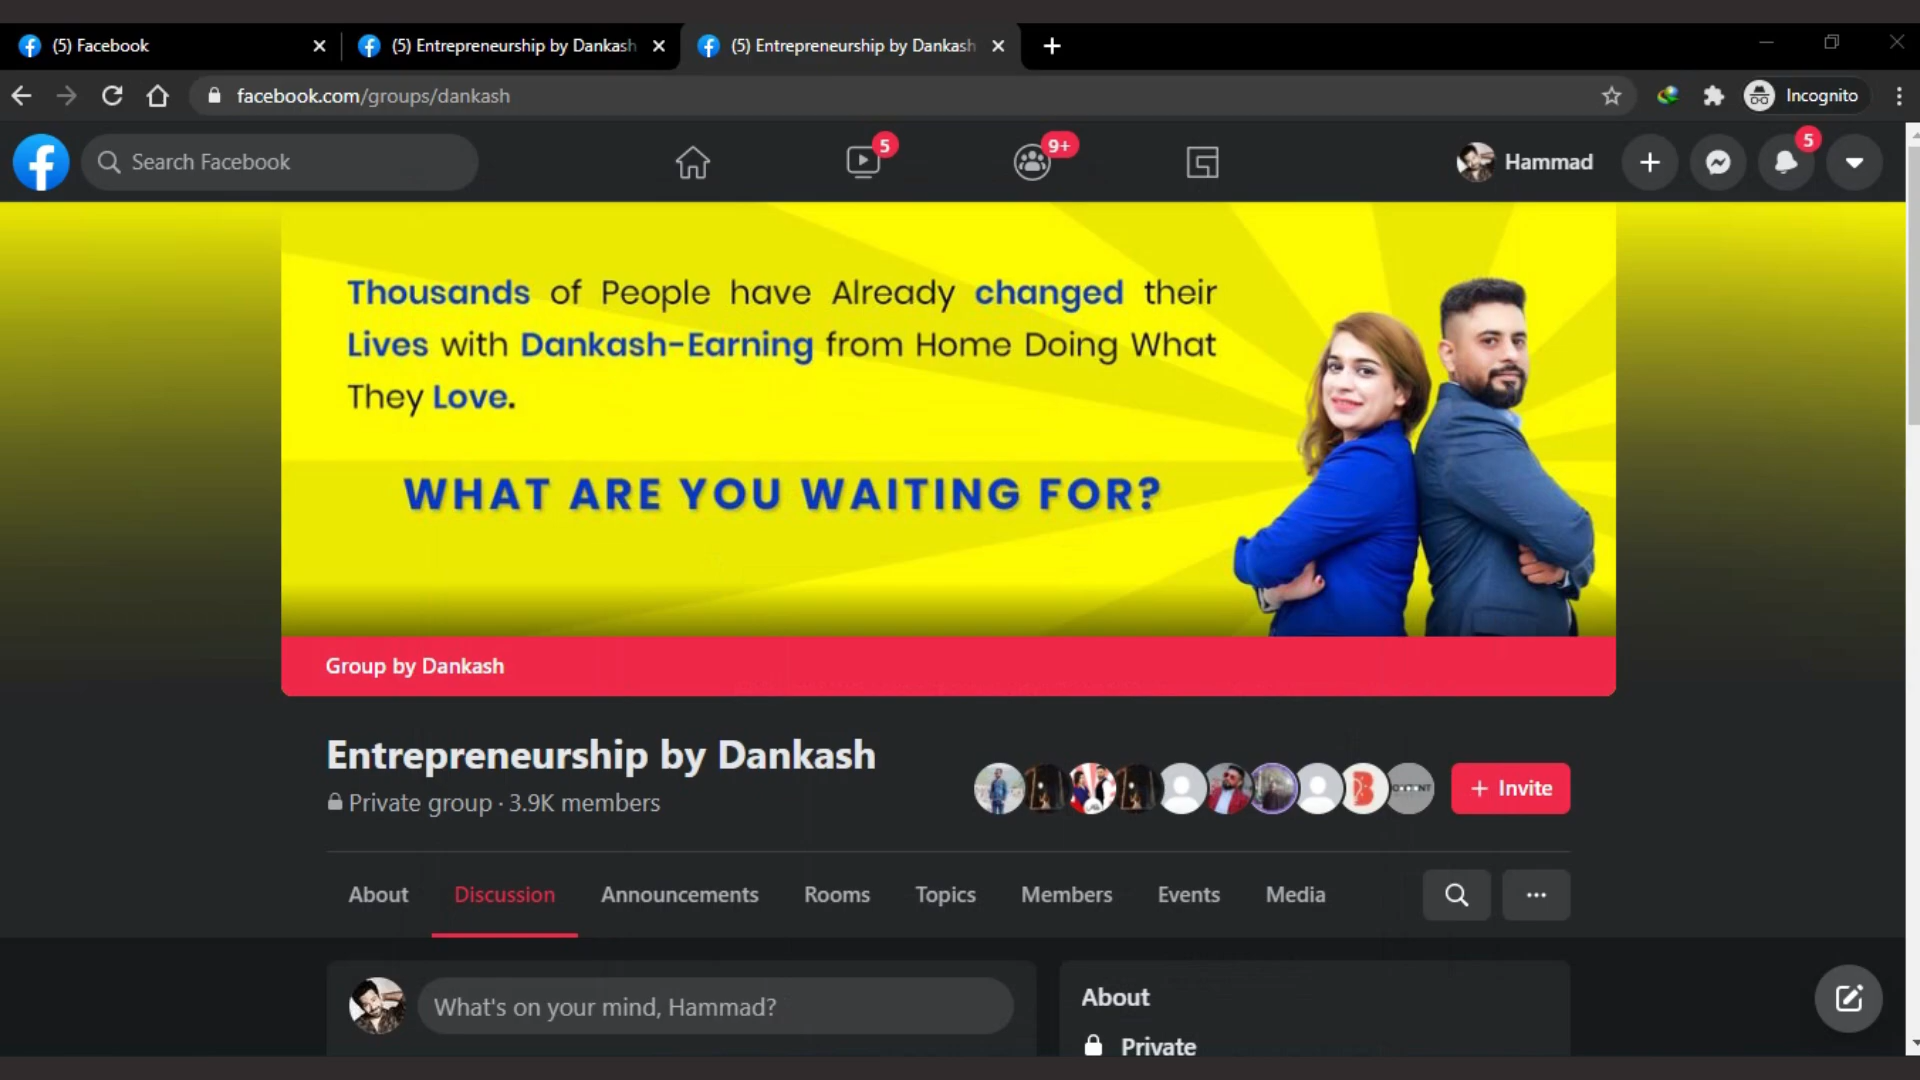 (5) Facebook
(5) Entrepreneurship by Dankash
(5) Entrepreneurship by Dankash
facebook.com/groups/dankash
Incognito
Search Facebook
5
9+
Hammad
5
Thousands of People have Already changed their
Lives with Dankash-Earning from Home Doing What
They Love.
WHAT ARE YOU WAITING FOR?
Group by Dankash
Entrepreneurship by Dankash
Private group · 3.9K members
+ Invite
About
Discussion
Announcements
Rooms
Topics
Members
Events
Media
What's on your mind, Hammad?
About
Private